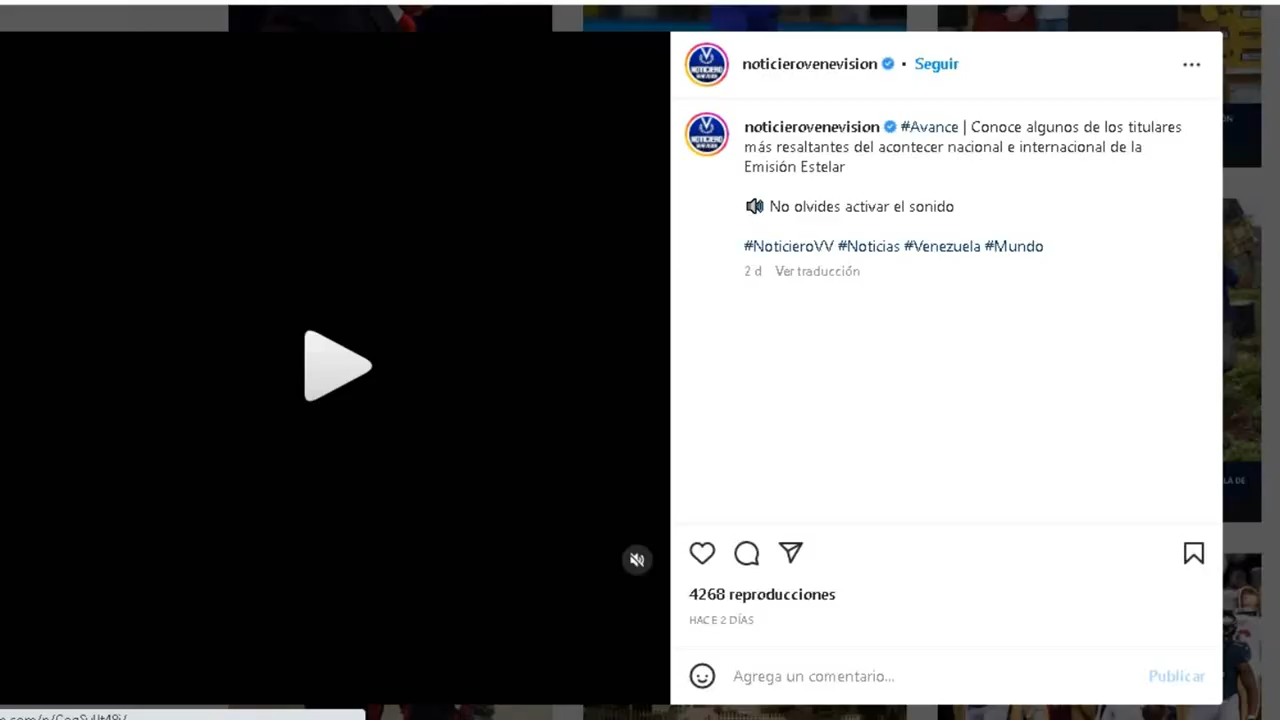 noticierovenevision • Seguir
noticierovenevision #Avance | Conoce algunos de los titulares
más resaltantes del acontecer nacional e internacional de la
Emisión Estelar
No olvides activar el sonido
#NoticieroVV #Noticias #Venezuela #Mundo
2 d Ver traducción
4268 reproducciones
HACE 2 DÍAS
Agrega un comentario... Publicar